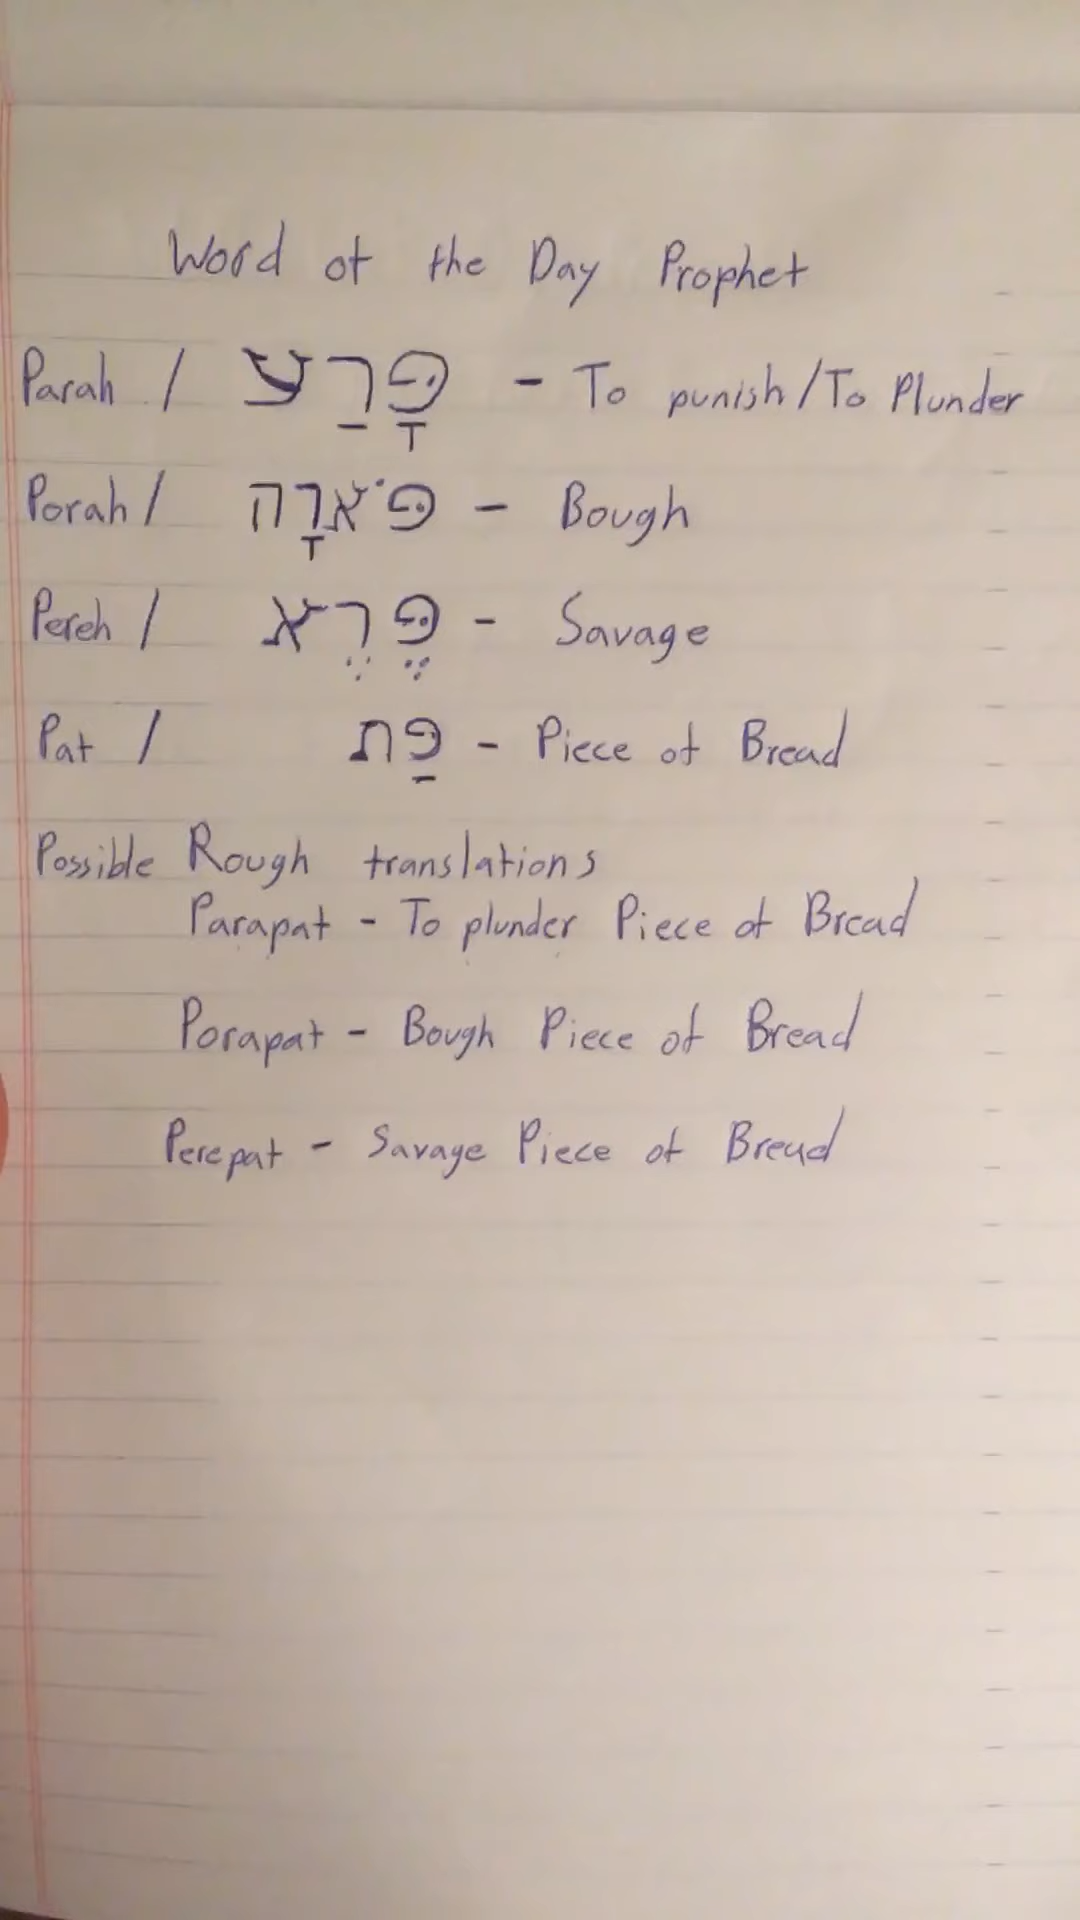 Word of the Day Prophet
Parah / פָּרַע - To punish/To Plunder
Porah / פֹּארָה - Bough
Pereh / פֶּרֶא - Savage
Pat / פַּת - Piece of Bread
Possible Rough translations
Parapat - To plunder Piece of Bread
Porapat - Bough Piece of Bread
Perepat - Savage Piece of Bread